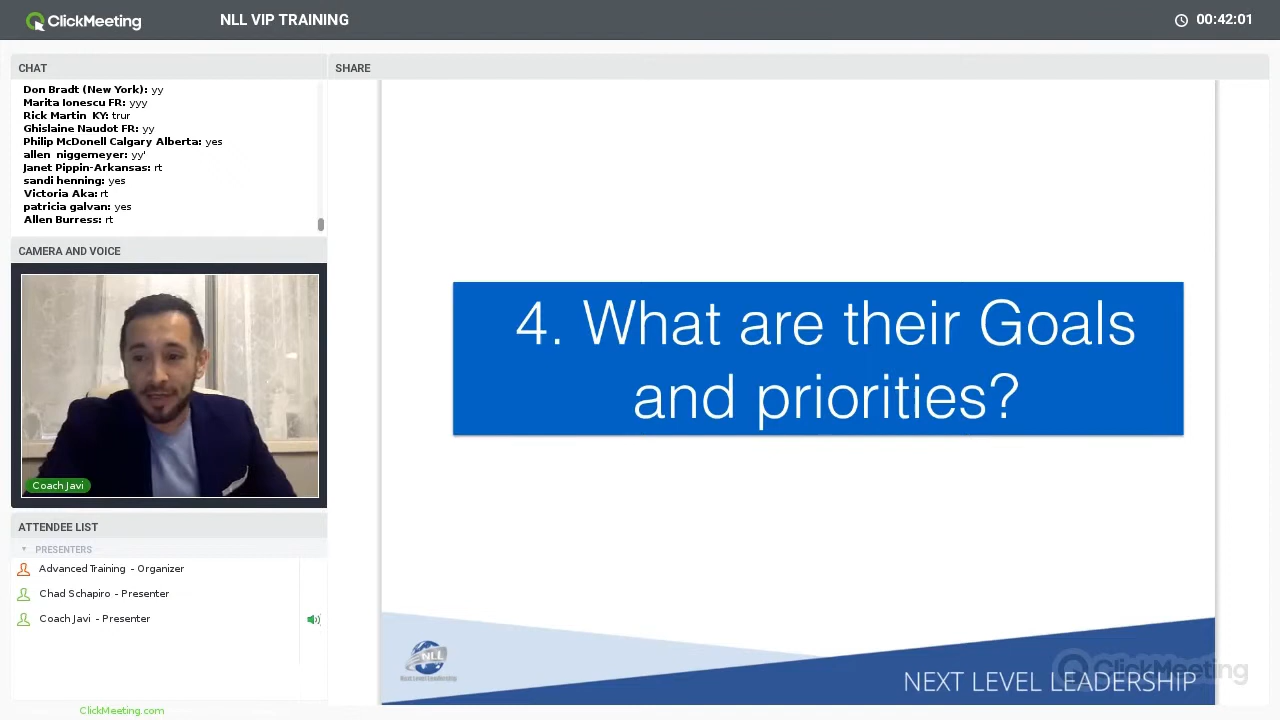 ClickMeeting
NLL VIP TRAINING
00:42:01
CHAT
Don Bradt (New York): yy
Marita Ionescu FR: yyy
Rick Martin KY: trur
Ghislaine Naudot FR: yy
Philip McDonell Calgary Alberta: yes
allen niggemeyer: yy'
Janet Pippin-Arkansas: rt
sandi henning: yes
Victoria Aka: rt
patricia galvan: yes
Allen Burress: rt
CAMERA AND VOICE
Coach Javi
ATTENDEE LIST
PRESENTERS
Advanced Training - Organizer
Chad Schapiro - Presenter
Coach Javi - Presenter
ClickMeeting.com
SHARE
4. What are their Goals
and priorities?
NLL
Next Level Leadership
NEXT LEVEL LEADERSHIP
ClickMeeting